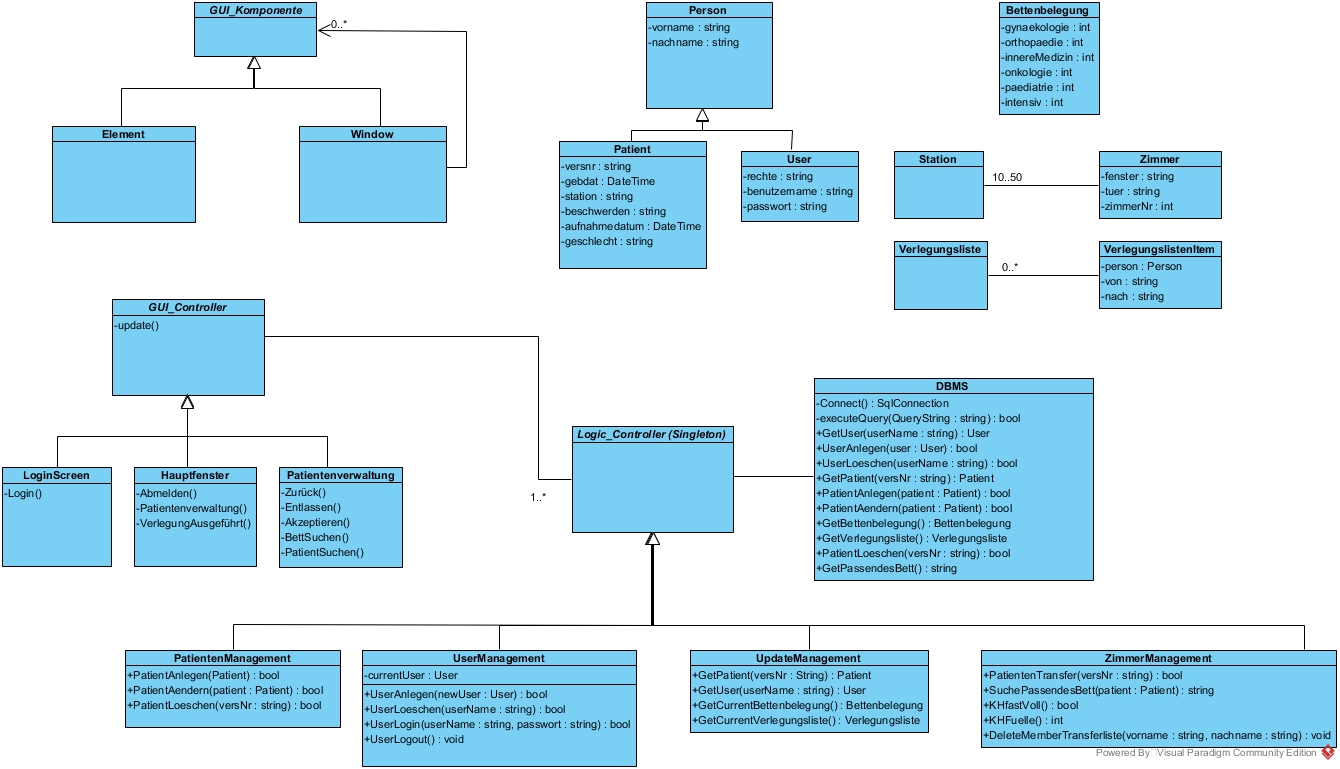 GUI_Komponente
0..*
Element
Window
Person
-vorname : string
-nachname : string
Patient
-versnr : string
-gebdat : DateTime
-station : string
-beschwerden : string
-aufnahmedatum : DateTime
-geschlecht : string
User
-rechte : string
-benutzername : string
-passwort : string
Bettenbelegung
-gynaekologie : int
-orthopaedie : int
-innereMedizin : int
-onkologie : int
-paediatrie : int
-intensiv : int
Station
10..50
Zimmer
-fenster : string
-tuer : string
-zimmerNr : int
Verlegungsliste
0..*
VerlegungslistenItem
-person : Person
-von : string
-nach : string
GUI_Controller
-update()
LoginScreen
-Login()
Hauptfenster
-Abmelden()
-Patientenverwaltung()
-VerlegungAusgeführt()
Patientenverwaltung
-Zurück()
-Entlassen()
-Akzeptieren()
-BettSuchen()
-PatientSuchen()
1..*
Logic_Controller (Singleton)
DBMS
-Connect() : SqlConnection
-executeQuery(QueryString : string) : bool
+GetUser(userName : string) : User
+UserAnlegen(user : User) : bool
+UserLoeschen(userName : string) : bool
+GetPatient(versNr : string) : Patient
+PatientAnlegen(patient : Patient) : bool
+PatientAendern(patient : Patient) : bool
+GetBettenbelegung() : Bettenbelegung
+GetVerlegungsliste() : Verlegungsliste
+PatientLoeschen(versNr : string) : bool
+GetPassendesBett() : string
PatientenManagement
+PatientAnlegen(Patient) : bool
+PatientAendern(patient : Patient) : bool
+PatientLoeschen(versNr : string) : bool
UserManagement
-currentUser : User
+UserAnlegen(newUser : User) : bool
+UserLoeschen(userName : string) : bool
+UserLogin(userName : string, passwort : string) : bool
+UserLogout() : void
UpdateManagement
+GetPatient(versNr : String) : Patient
+GetUser(userName : string) : User
+GetCurrentBettenbelegung() : Bettenbelegung
+GetCurrentVerlegungsliste() : Verlegungsliste
ZimmerManagement
+PatientenTransfer(versNr : string) : bool
+SuchePassendesBett(patient : Patient) : string
+KHfastVoll() : bool
+KHFuelle() : int
+DeleteMemberTransferliste(vorname : string, nachname : string) : void
Powered By Visual Paradigm Community Edition